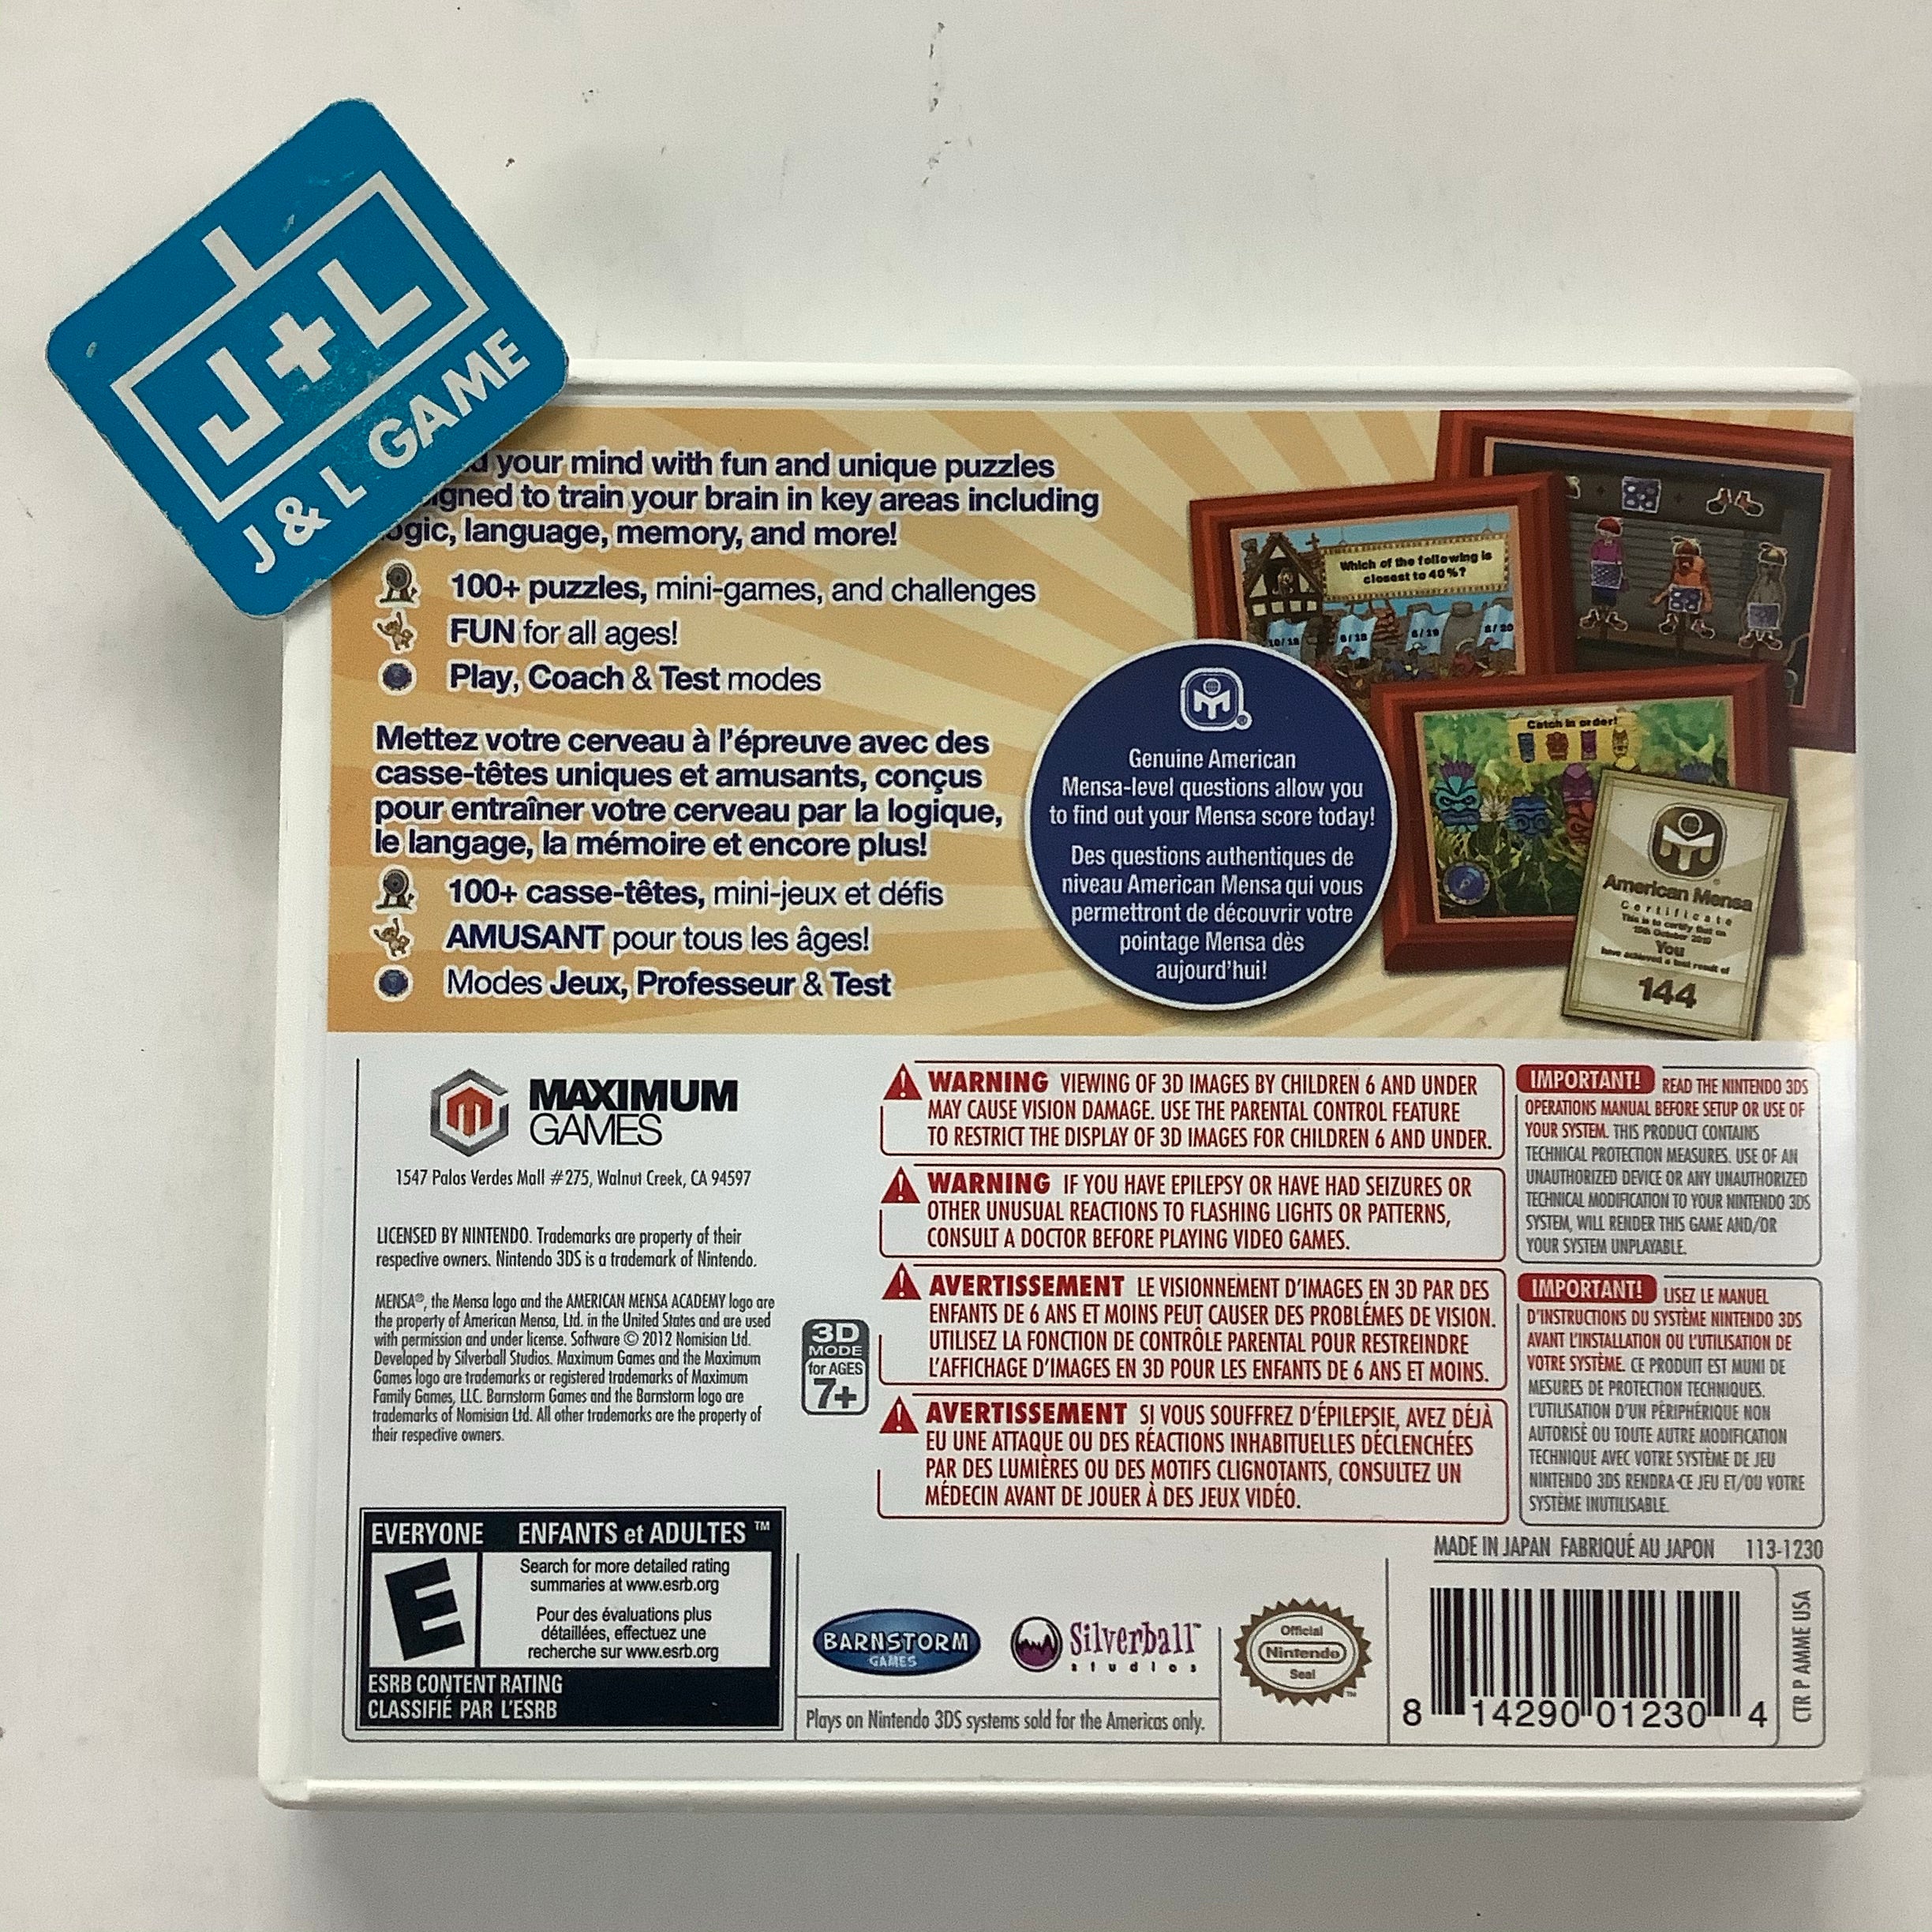 J+L
J & L GAME
your mind with fun and unique puzzles
to train your brain in key areas including
language, memory, and more!
100+ puzzles, mini-games, and challenges
FUN for all ages!
Play, Coach & Test modes
Mettez votre cerveau à l'épreuve avec des
casse-têtes uniques et amusants, conçus
pour entraîner votre cerveau par la logique,
le langage, la mémoire et encore plus!
100+ casse-têtes, mini-jeux et défis
AMUSANT pour tous les âges!
Modes Jeux, Professeur & Test
Which of the following is
closest to 40%?
10/18
6/18
6/19
8/20
Catch in order!
Genuine American
Mensa-level questions allow you
to find out your Mensa score today!
Des questions authentiques de
niveau American Mensa qui vous
permettront de découvrir votre
pointage Mensa dès
aujourd'hui!
American Mensa
Certificate
This is to certify that on
15th October 2010
You
have achieved a test result of
144
MAXIMUM
GAMES
1547 Palos Verdes Mall #275, Walnut Creek, CA 94597
LICENSED BY NINTENDO. Trademarks are property of their
respective owners. Nintendo 3DS is a trademark of Nintendo.
MENSA®, the Mensa logo and the AMERICAN MENSA ACADEMY logo are
the property of American Mensa, Ltd. in the United States and are used
with permission and under license. Software © 2012 Nomisian Ltd.
Developed by Silverball Studios. Maximum Games and the Maximum
Games logo are trademarks or registered trademarks of Maximum
Family Games, LLC. Barnstorm Games and the Barnstorm logo are
trademarks of Nomisian Ltd. All other trademarks are the property of
their respective owners.
3D
MODE
for AGES
7+
WARNING VIEWING OF 3D IMAGES BY CHILDREN 6 AND UNDER
MAY CAUSE VISION DAMAGE. USE THE PARENTAL CONTROL FEATURE
TO RESTRICT THE DISPLAY OF 3D IMAGES FOR CHILDREN 6 AND UNDER.
WARNING IF YOU HAVE EPILEPSY OR HAVE HAD SEIZURES OR
OTHER UNUSUAL REACTIONS TO FLASHING LIGHTS OR PATTERNS,
CONSULT A DOCTOR BEFORE PLAYING VIDEO GAMES.
AVERTISSEMENT LE VISIONNEMENT D'IMAGES EN 3D PAR DES
ENFANTS DE 6 ANS ET MOINS PEUT CAUSER DES PROBLÉMES DE VISION.
UTILISEZ LA FONCTION DE CONTRÔLE PARENTAL POUR RESTREINDRE
L'AFFICHAGE D'IMAGES EN 3D POUR LES ENFANTS DE 6 ANS ET MOINS.
AVERTISSEMENT SI VOUS SOUFFREZ D'ÉPILEPSIE, AVEZ DÉJÀ
EU UNE ATTAQUE OU DES RÉACTIONS INHABITUELLES DÉCLENCHÉES
PAR DES LUMIÈRES OU DES MOTIFS CLIGNOTANTS, CONSULTEZ UN
MÉDECIN AVANT DE JOUER À DES JEUX VIDÉO.
IMPORTANT! READ THE NINTENDO 3DS
OPERATIONS MANUAL BEFORE SETUP OR USE OF
YOUR SYSTEM. THIS PRODUCT CONTAINS
TECHNICAL PROTECTION MEASURES. USE OF AN
UNAUTHORIZED DEVICE OR ANY UNAUTHORIZED
TECHNICAL MODIFICATION TO YOUR NINTENDO 3DS
SYSTEM, WILL RENDER THIS GAME AND/OR
YOUR SYSTEM UNPLAYABLE.
IMPORTANT! LISEZ LE MANUEL
D'INSTRUCTIONS DU SYSTÈME NINTENDO 3DS
AVANT L'INSTALLATION OU L'UTILISATION DE
VOTRE SYSTÈME. CE PRODUIT EST MUNI DE
MESURES DE PROTECTION TECHNIQUES.
L'UTILISATION D'UN PÉRIPHÉRIQUE NON
AUTORISÉ OU TOUTE AUTRE MODIFICATION
TECHNIQUE AVEC VOTRE SYSTÈME DE JEU
NINTENDO 3DS RENDRA CE JEU ET/OU VOTRE
SYSTÈME INUTILISABLE.
EVERYONE ENFANTS et ADULTES ™
E
Search for more detailed rating
summaries at www.esrb.org
Pour des évaluations plus
détaillées, effectuez une
recherche sur www.esrb.org
ESRB CONTENT RATING
CLASSIFIÉ PAR L'ESRB
BARNSTORM
GAMES
Silverball™
studios
Official
Nintendo
Seal
™
Plays on Nintendo 3DS systems sold for the Americas only.
MADE IN JAPAN FABRIQUÉ AU JAPON 113-1230
8 14290 01230 4
CTR P AMME USA